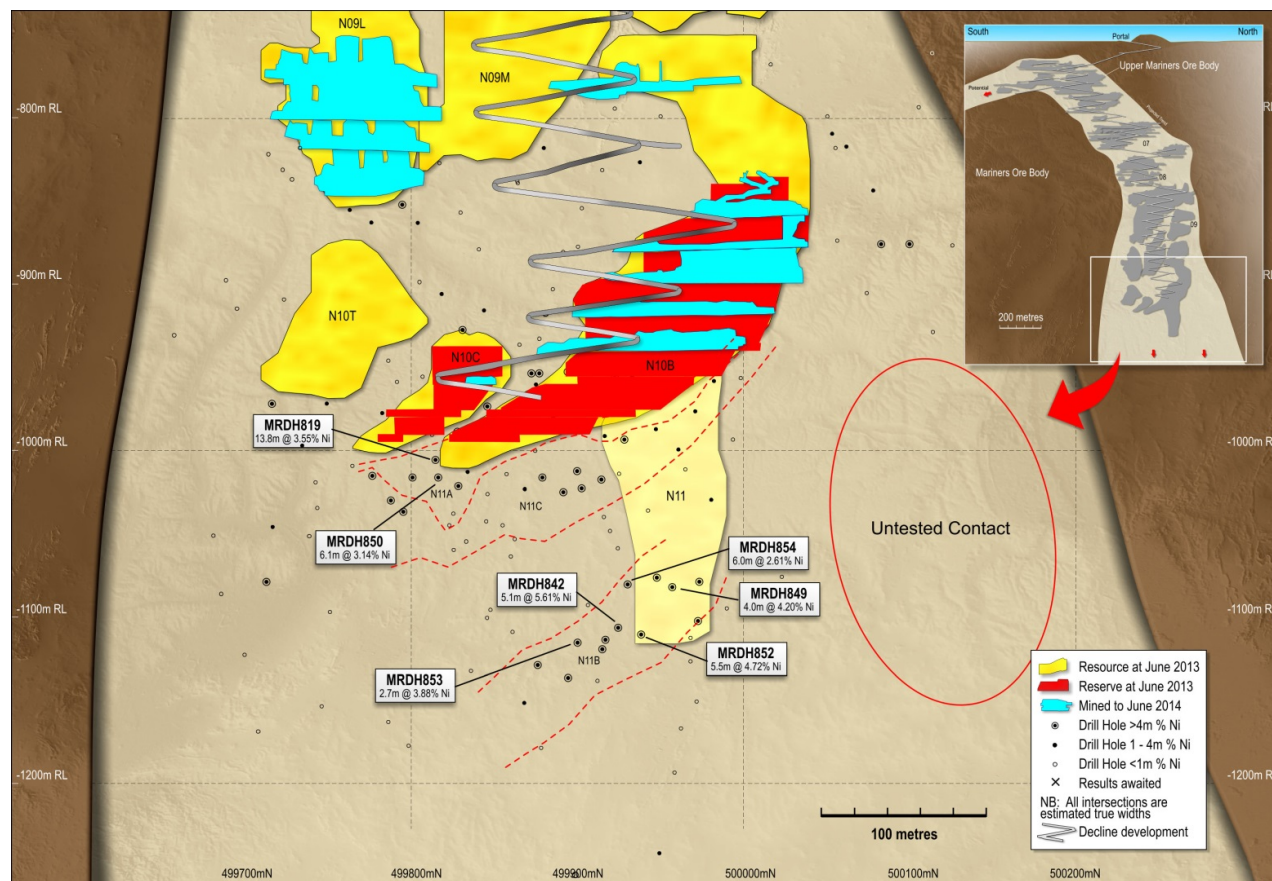 N09L
N09M
South
North
Portal
Upper Mariners Ore Body
Potential
07
08
09
Mariners Ore Body
200 metres
-800m RL
-900m RL
-1000m RL
-1100m RL
-1200m RL
RL
RL
-1000m RL
-1100m RL
-1200m RL
N10T
N10C
N10B
MRDH819
13.8m @ 3.55% Ni
N11A
N11C
N11
MRDH850
6.1m @ 3.14% Ni
Untested Contact
MRDH854
6.0m @ 2.61% Ni
MRDH842
5.1m @ 5.61% Ni
MRDH849
4.0m @ 4.20% Ni
MRDH852
5.5m @ 4.72% Ni
MRDH853
2.7m @ 3.88% Ni
N11B
Resource at June 2013
Reserve at June 2013
Mined to June 2014
Drill Hole >4m % Ni
Drill Hole 1 - 4m % Ni
Drill Hole <1m % Ni
Results awaited
NB: All intersections are
estimated true widths
Decline development
100 metres
499700mN
499800mN
499900mN
500000mN
500100mN
500200mN